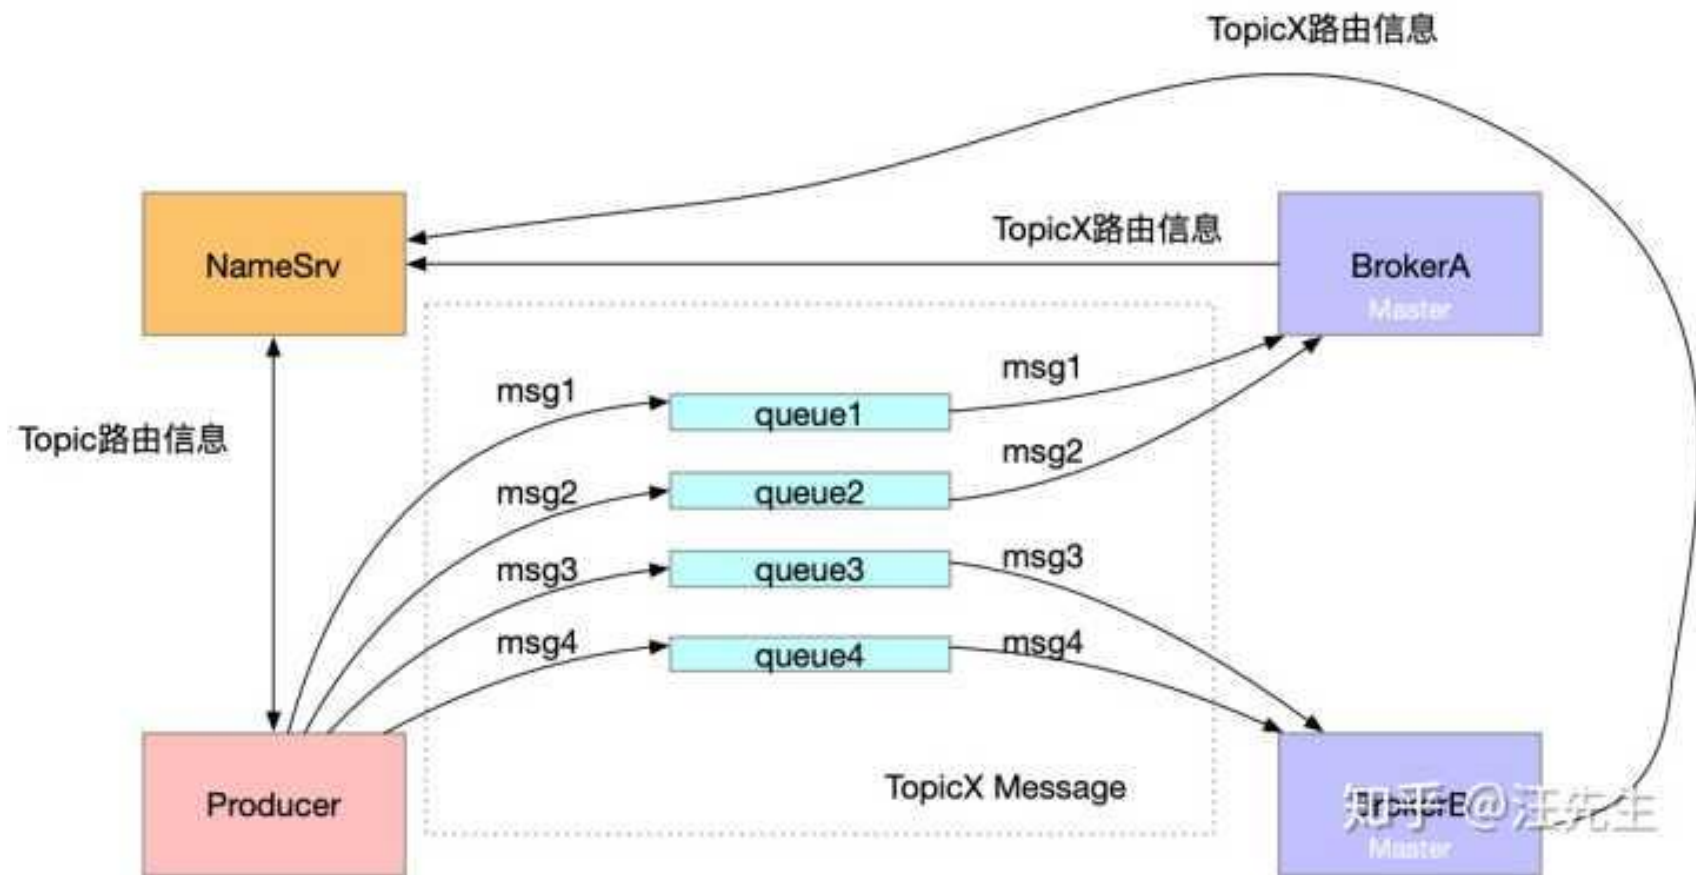 TopicX路由信息
TopicX路由信息
NameSrv
BrokerA
Master
msg1
msg1
queue1
Topic路由信息
msg2
msg2
queue2
msg3
msg3
queue3
msg4
msg4
queue4
TopicX Message
Producer
知乎 @汪先生
Master